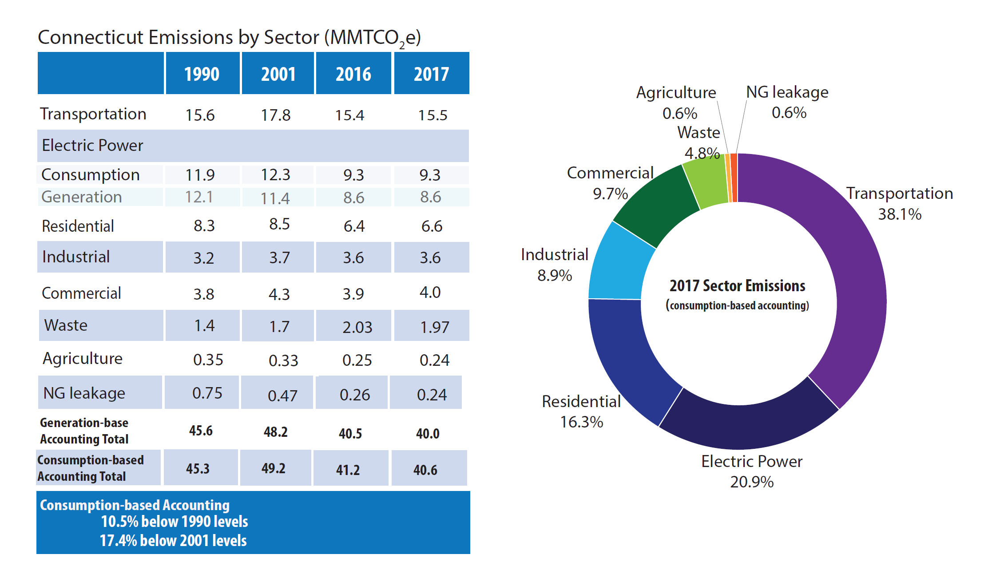 Connecticut Emissions by Sector (MMTCO₂e)
1990 2001 2016 2017
Transportation 15.6 17.8 15.4 15.5
Electric Power
Consumption 11.9 12.3 9.3 9.3
Generation 12.1 11.4 8.6 8.6
Residential 8.3 8.5 6.4 6.6
Industrial 3.2 3.7 3.6 3.6
Commercial 3.8 4.3 3.9 4.0
Waste 1.4 1.7 2.03 1.97
Agriculture 0.35 0.33 0.25 0.24
NG leakage 0.75 0.47 0.26 0.24
Generation-base
Accounting Total 45.6 48.2 40.5 40.0
Consumption-based
Accounting Total 45.3 49.2 41.2 40.6
Consumption-based Accounting
10.5% below 1990 levels
17.4% below 2001 levels
Agriculture
0.6%
NG leakage
0.6%
Waste
4.8%
Commercial
9.7%
Transportation
38.1%
Industrial
8.9%
2017 Sector Emissions
(consumption-based accounting)
Residential
16.3%
Electric Power
20.9%